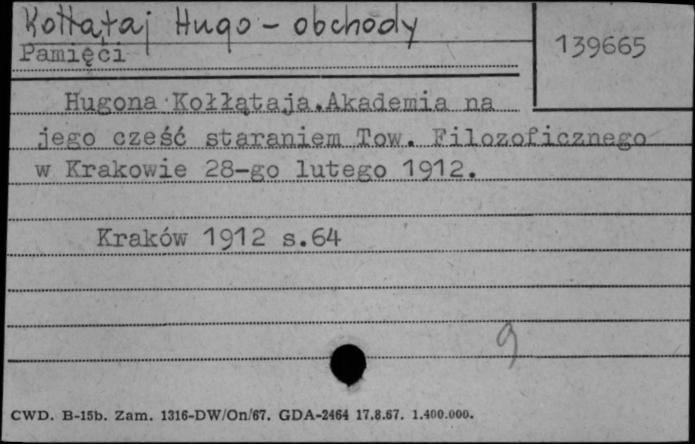 Kołłątaj Hugo - obchody
139665
Pamięci
Hugona Kołłątaja.Akademia na
jego cześć staraniem Tow. Filozoficznego
w Krakowie 28-go lutego 1912.
Kraków 1912 s.64
g
CWD. B-15b. Zam. 1316-DW/On/67. GDA-2464 17.8.67. 1.400.000.